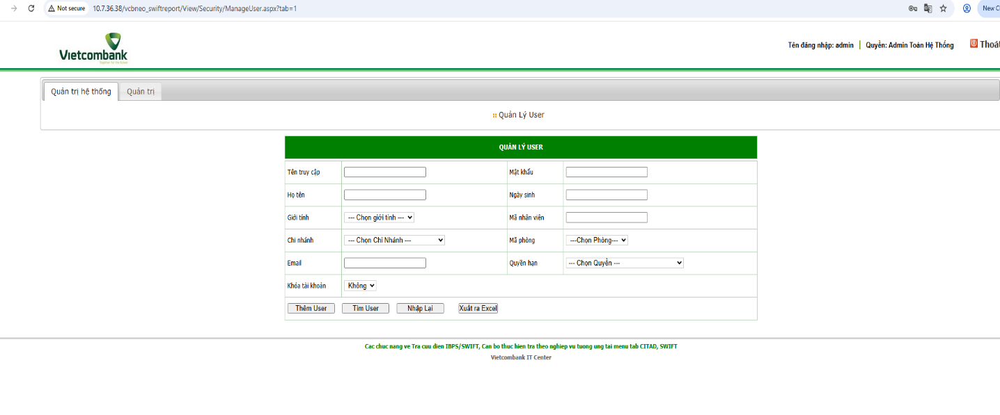 Not secure 10.7.36.38/vcbneo_swiftreport/View/Security/ManageUser.aspx?tab=1 New C
Vietcombank
Together for the future
Tên đăng nhập: admin | Quyền: Admin Toàn Hệ Thống Thoát
Quản trị hệ thống Quản trị
Quản Lý User
QUẢN LÝ USER
Tên truy cập Mật khẩu
Họ tên Ngày sinh
Giới tính --- Chọn giới tính --- Mã nhân viên
Chi nhánh --- Chọn Chi Nhánh --- Mã phòng ---Chọn Phòng---
Email Quyền hạn --- Chọn Quyền ---
Khóa tài khoản Không
Thêm User Tìm User Nhập Lại Xuất ra Excel
Cac chuc nang ve Tra cuu dien IBPS/SWIFT, Can bo thuc hien tra theo nghiep vu tuong ung tai menu tab CITAD, SWIFT
Vietcombank IT Center